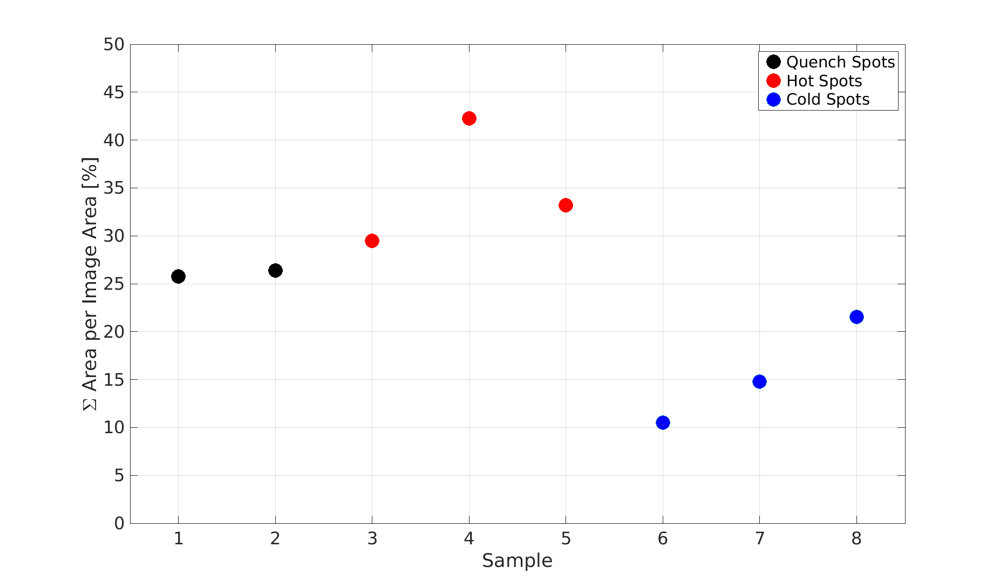 50
45
40
35
30
25
20
15
10
5
0
Σ Area per Image Area [%]
Quench Spots
Hot Spots
Cold Spots
1 2 3 4 5 6 7 8
Sample